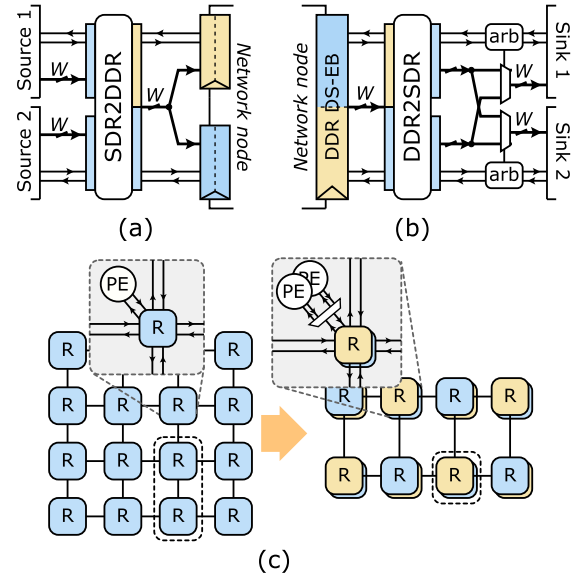 Source 1
Source 2
W
W
SDR2DDR
W
Network node
(a)
Network node
DDR DS-EB
W
DDR2SDR
arb
W
W
arb
Sink 1
Sink 2
(b)
PE
R
R R
R R R R
R R R R
R R R R
PE
PE
R
R R R R
R R R R
(c)